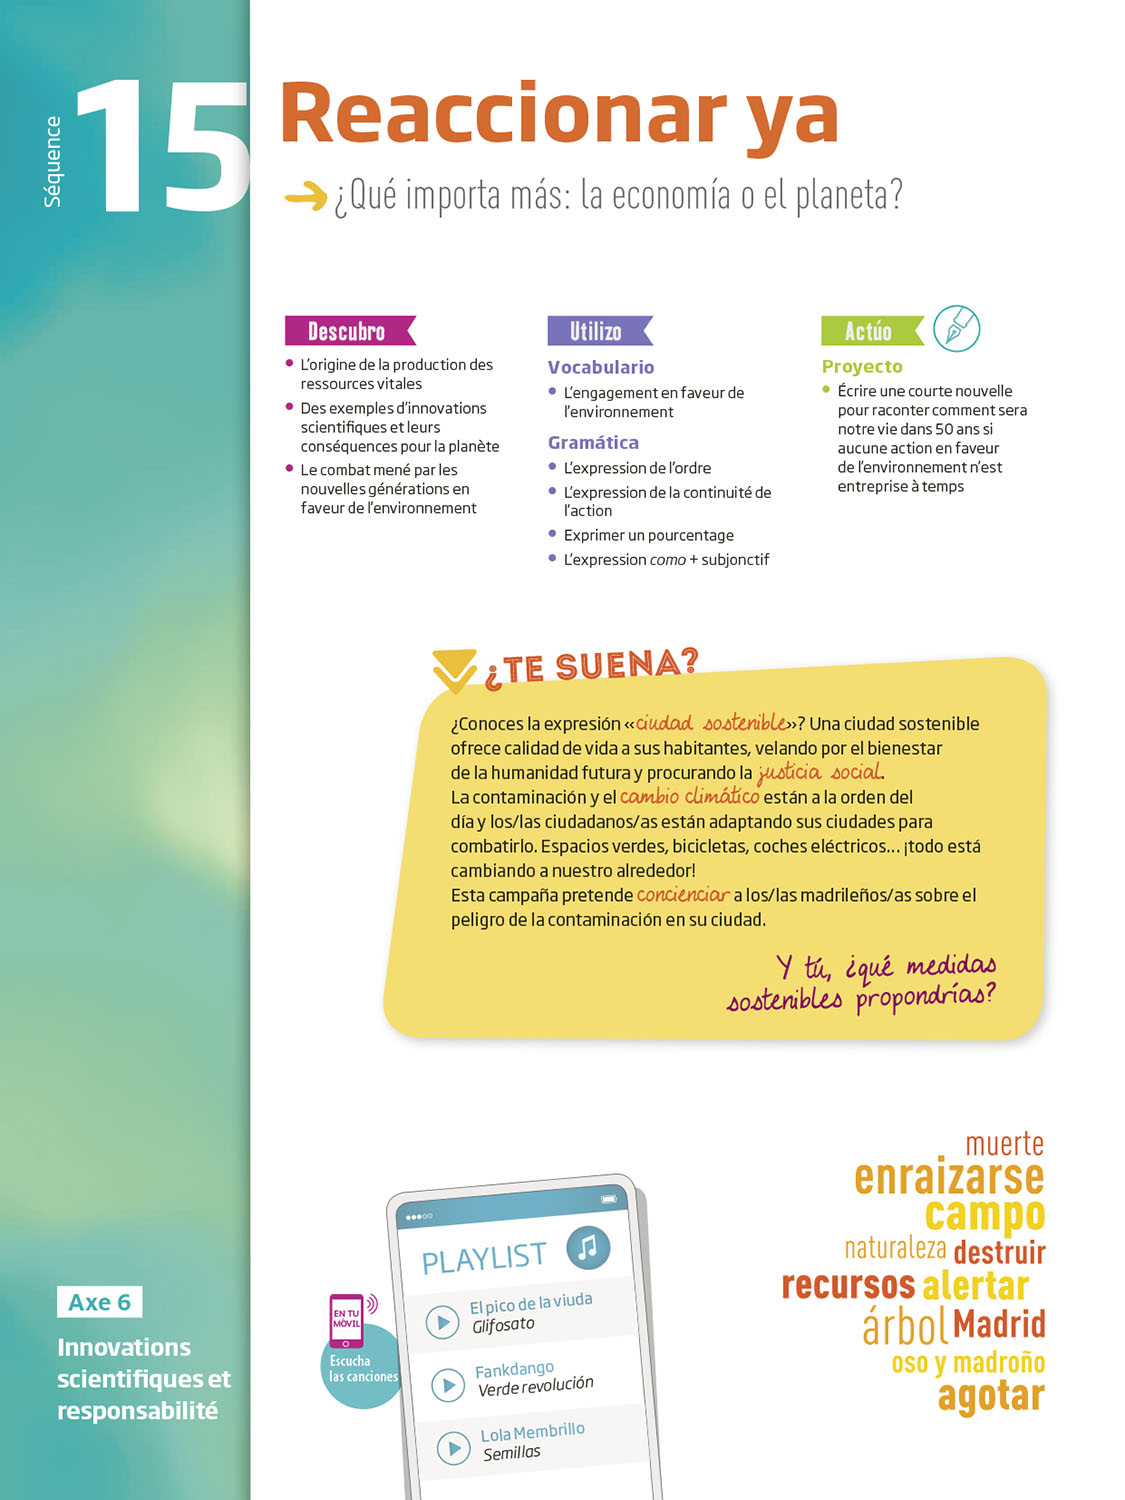 Séquence
15
Reaccionar ya
¿Qué importa más: la economía o el planeta?
Descubro
• L'origine de la production des
ressources vitales
• Des exemples d'innovations
scientifiques et leurs
conséquences pour la planète
• Le combat mené par les
nouvelles générations en
faveur de l'environnement
Utilizo
Vocabulario
• L'engagement en faveur de
l'environnement
Gramática
• L'expression de l'ordre
• L'expression de la continuité de
l'action
• Exprimer un pourcentage
• L'expression como + subjonctif
Actúo
Proyecto
• Écrire une courte nouvelle
pour raconter comment sera
notre vie dans 50 ans si
aucune action en faveur
de l'environnement n'est
entreprise à temps
¿TE SUENA?
¿Conoces la expresión «ciudad sostenible»? Una ciudad sostenible
ofrece calidad de vida a sus habitantes, velando por el bienestar
de la humanidad futura y procurando la justicia social.
La contaminación y el cambio climático están a la orden del
día y los/las ciudadanos/as están adaptando sus ciudades para
combatirlo. Espacios verdes, bicicletas, coches eléctricos... ¡todo está
cambiando a nuestro alrededor!
Esta campaña pretende concienciar a los/las madrileños/as sobre el
peligro de la contaminación en su ciudad.
Y tú, ¿qué medidas
sostenibles propondrías?
Axe 6
Innovations
scientifiques et
responsabilité
EN TU
MÒVIL
Escucha
las canciones
PLAYLIST
El pico de la viuda
Glifosato
Fankdango
Verde revolución
Lola Membrillo
Semillas
muerte
enraizarse
campo
naturaleza destruir
recursos alertar
árbol Madrid
oso y madroño
agotar